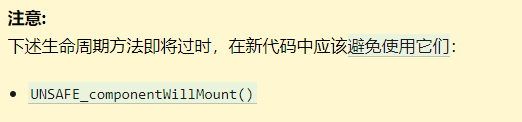 注意:
下述生命周期方法即将过时，在新代码中应该避免使用它们：
UNSAFE_componentWillMount()